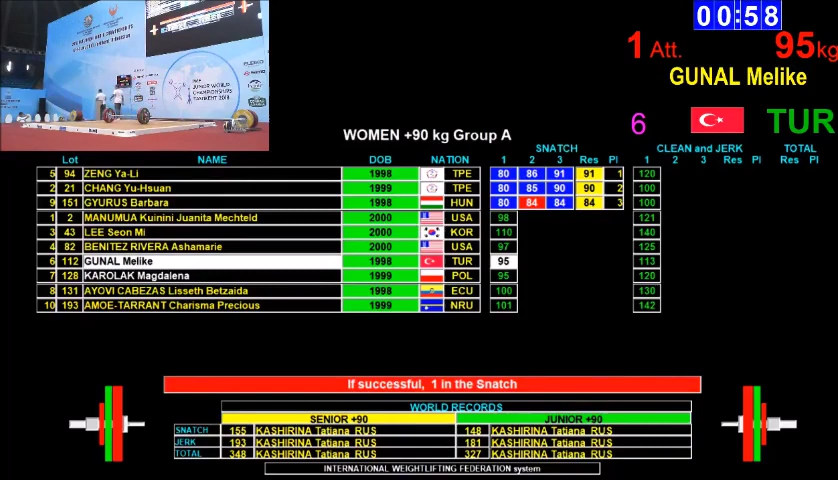 00:58
1 Att. 95kg
GUNAL Melike
6 TUR
IWF
JUNIOR WORLD
CHAMPIONSHIPS
TASHKENT 2018
WOMEN +90 kg Group A
SNATCH CLEAN and JERK TOTAL
Lot NAME DOB NATION 1 2 3 Res Pl 1 2 3 Res Pl Res Pl
5 94 ZENG Ya-Li 1998 TPE 80 86 91 91 1 120
2 21 CHANG Yu-Hsuan 1999 TPE 80 85 90 90 2 100
9 151 GYURUS Barbara 1998 HUN 80 84 84 84 3 100
1 2 MANUMUA Kuinini Juanita Mechteld 2000 USA 98 121
3 43 LEE Seon Mi 2000 KOR 110 140
4 82 BENITEZ RIVERA Ashamarie 2000 USA 97 125
6 112 GUNAL Melike 1998 TUR 95 113
7 128 KAROLAK Magdalena 1999 POL 95 120
8 131 AYOVI CABEZAS Lisseth Betzaida 1998 ECU 100 130
10 193 AMOE-TARRANT Charisma Precious 1999 NRU 101 142
If successful, 1 in the Snatch
WORLD RECORDS
SENIOR +90 JUNIOR +90
SNATCH 155 KASHIRINA Tatiana RUS 148 KASHIRINA Tatiana RUS
JERK 193 KASHIRINA Tatiana RUS 181 KASHIRINA Tatiana RUS
TOTAL 348 KASHIRINA Tatiana RUS 327 KASHIRINA Tatiana RUS
INTERNATIONAL WEIGHTLIFTING FEDERATION system